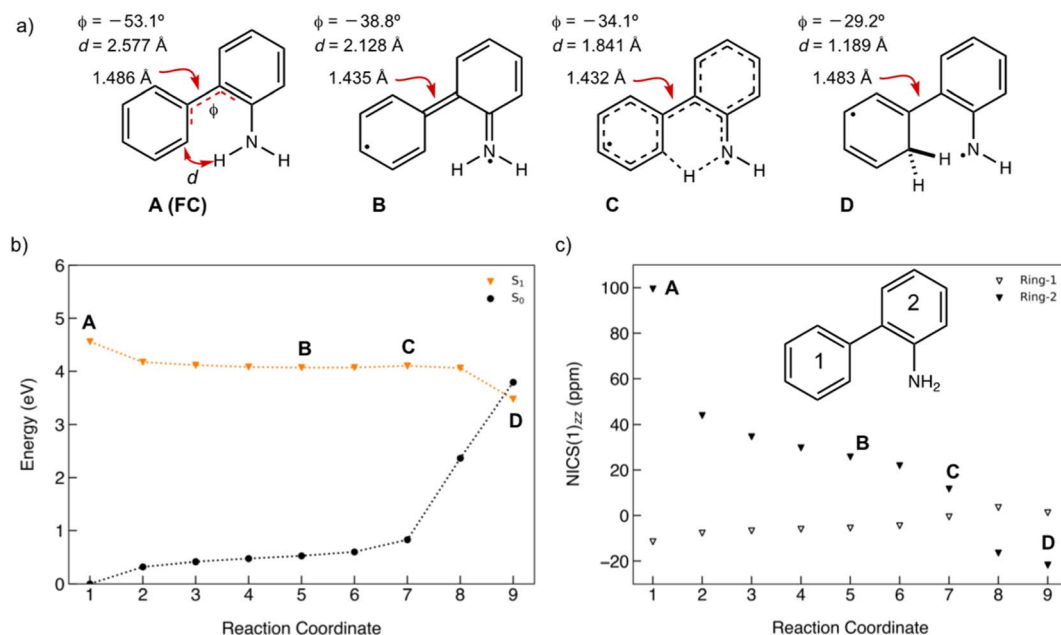 a)
ϕ = −53.1º
d = 2.577 Å
1.486 Å
ϕ
d
H
N
H
A (FC)
ϕ = −38.8º
d = 2.128 Å
1.435 Å
H
N
H
B
ϕ = −34.1º
d = 1.841 Å
1.432 Å
H
N
H
C
ϕ = −29.2º
d = 1.189 Å
1.483 Å
H
N
H
H
D
b)
Energy (eV)
6
5
4
3
2
1
0
A
B
C
D
S1
S0
1 2 3 4 5 6 7 8 9
Reaction Coordinate
c)
NICS(1)zz (ppm)
100
80
60
40
20
0
−20
A
B
C
D
1
2
NH2
Ring-1
Ring-2
1 2 3 4 5 6 7 8 9
Reaction Coordinate